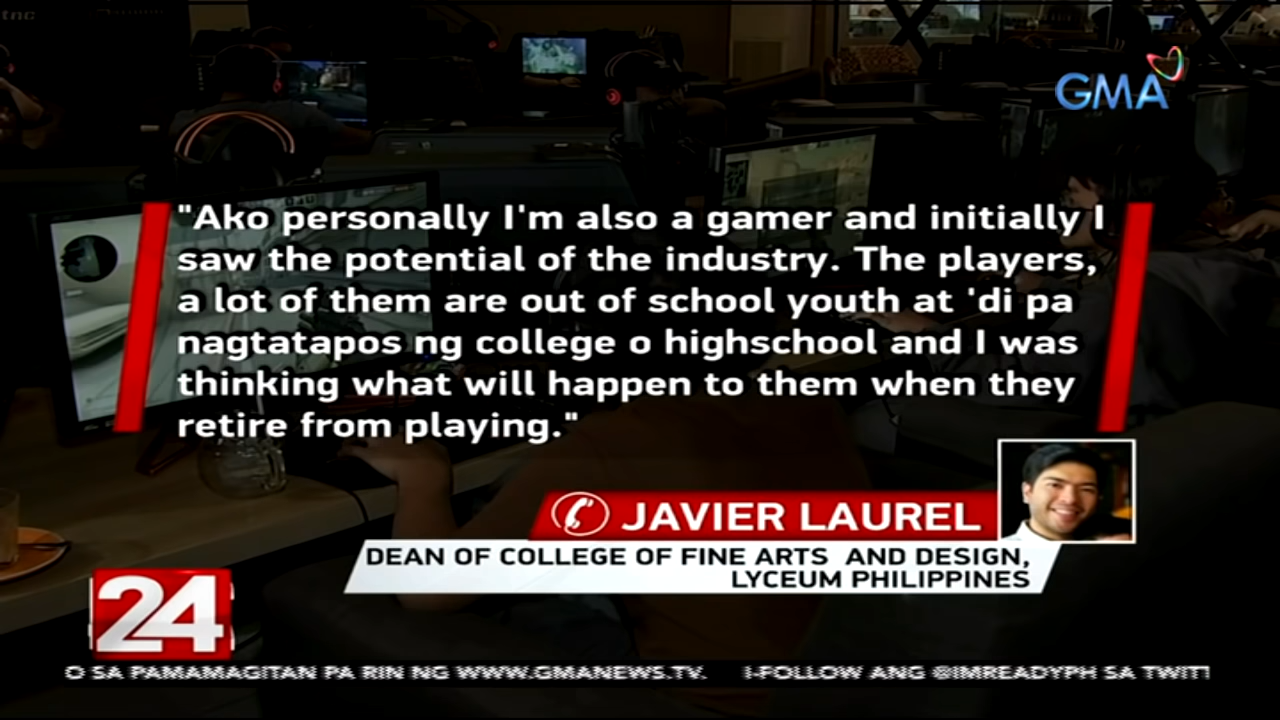 GMA
"Ako personally I'm also a gamer and initially I
saw the potential of the industry. The players,
a lot of them are out of school youth at 'di pa
nagtatapos ng college o highschool and I was
thinking what will happen to them when they
retire from playing."
JAVIER LAUREL
DEAN OF COLLEGE OF FINE ARTS AND DESIGN,
LYCEUM PHILIPPINES
24
O SA PAMAMAGITAN PA RIN NG WWW.GMANEWS.TV. I-FOLLOW ANG @IMREADYPH SA TWITT